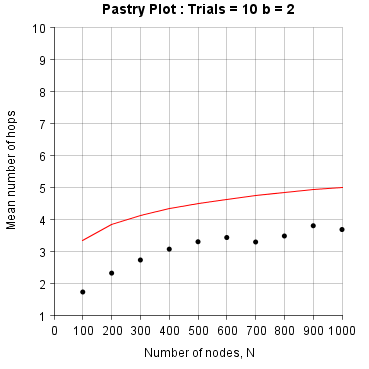 Pastry Plot : Trials = 10 b = 2
Mean number of hops
10
9
8
7
6
5
4
3
2
1
0 100 200 300 400 500 600 700 800 900 1000
Number of nodes, N